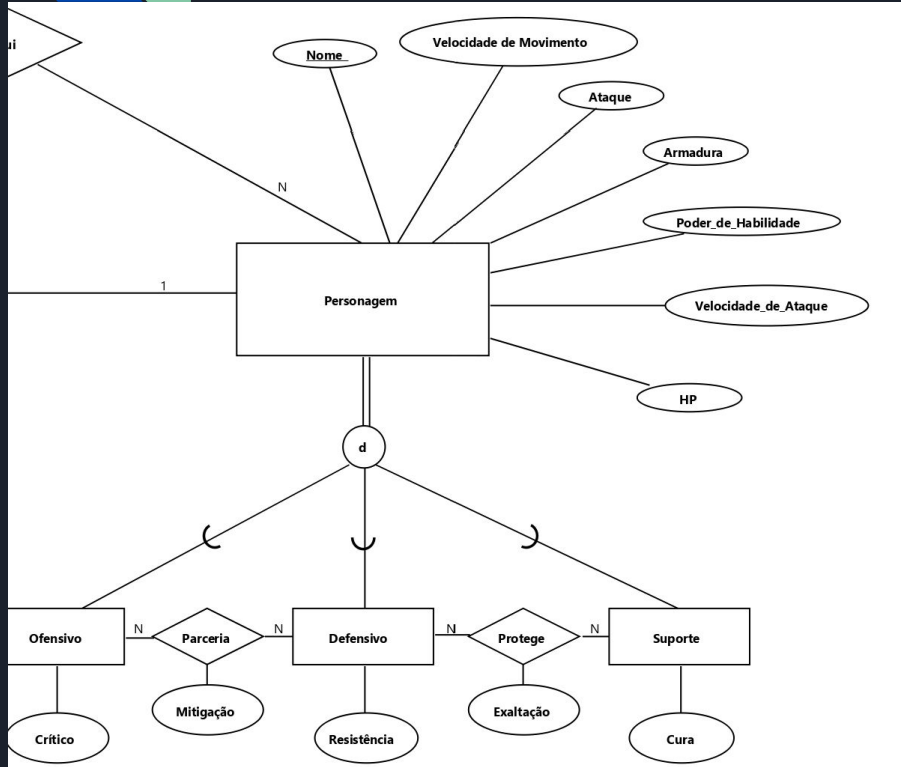 ui
Nome
Velocidade de Movimento
Ataque
Armadura
N
Poder_de_Habilidade
1
Personagem
Velocidade_de_Ataque
HP
d
Ofensivo
N
Parceria
N
Defensivo
N
Protege
N
Suporte
Mitigação
Exaltação
Crítico
Resistência
Cura